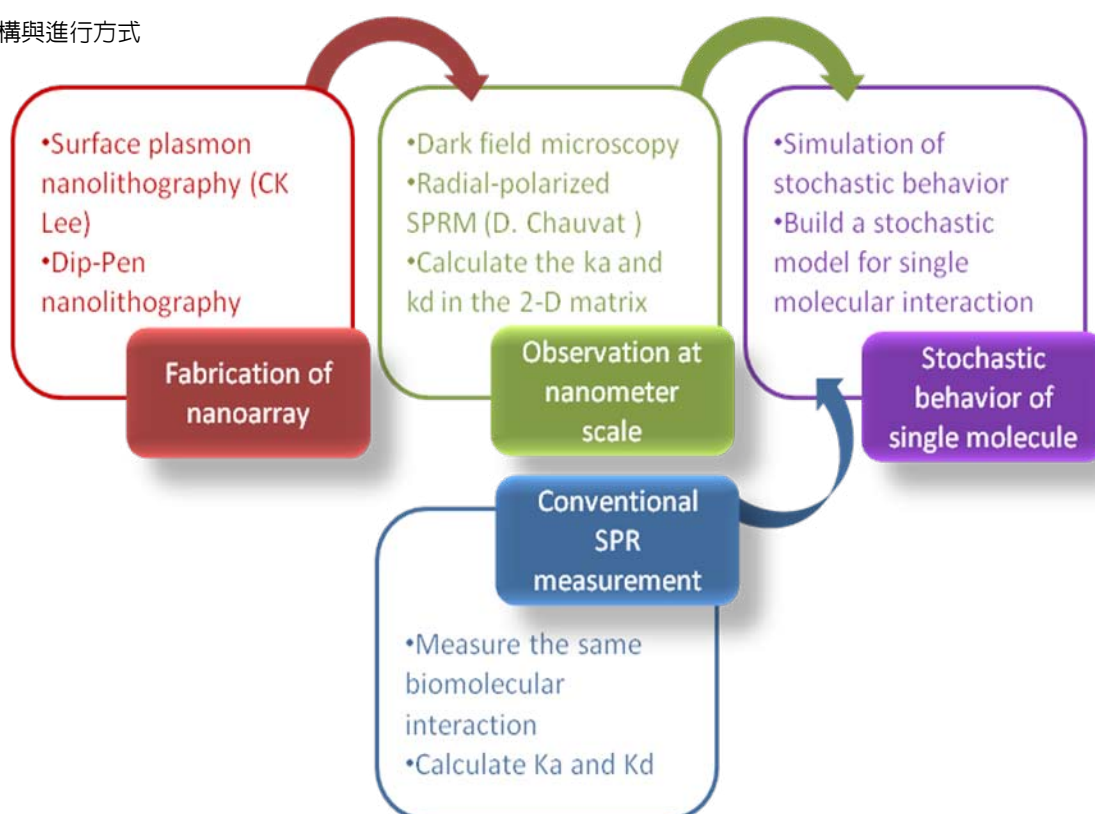 構與進行方式
•Surface plasmon
nanolithography (CK
Lee)
•Dip-Pen
nanolithography
Fabrication of
nanoarray
•Dark field microscopy
•Radial-polarized
SPRM (D. Chauvat )
•Calculate the ka and
kd in the 2-D matrix
Observation at
nanometer
scale
•Simulation of
stochastic behavior
•Build a stochastic
model for single
molecular interaction
Stochastic
behavior of
single molecule
Conventional
SPR
measurement
•Measure the same
biomolecular
interaction
•Calculate Ka and Kd